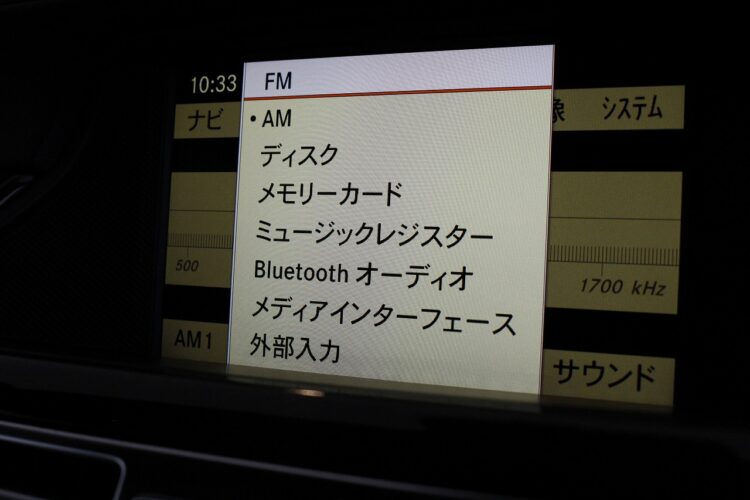 10:33
FM
ナビ
像 システム
• AM
ディスク
メモリーカード
ミュージックレジスター
Bluetooth オーディオ
メディアインターフェース
外部入力
500
1700 kHz
AM1
サウンド